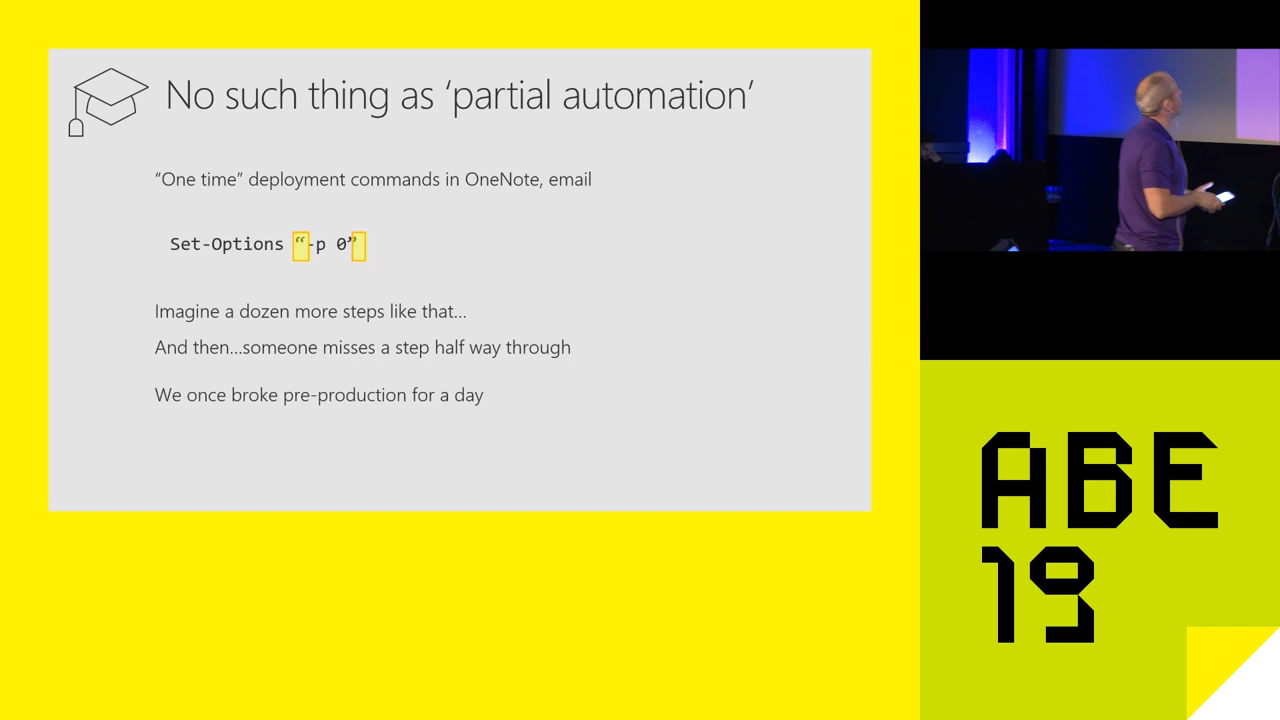 No such thing as ‘partial automation’
“One time” deployment commands in OneNote, email
Set-Options “-p 0”
Imagine a dozen more steps like that…
And then…someone misses a step half way through
We once broke pre-production for a day
ABE
19